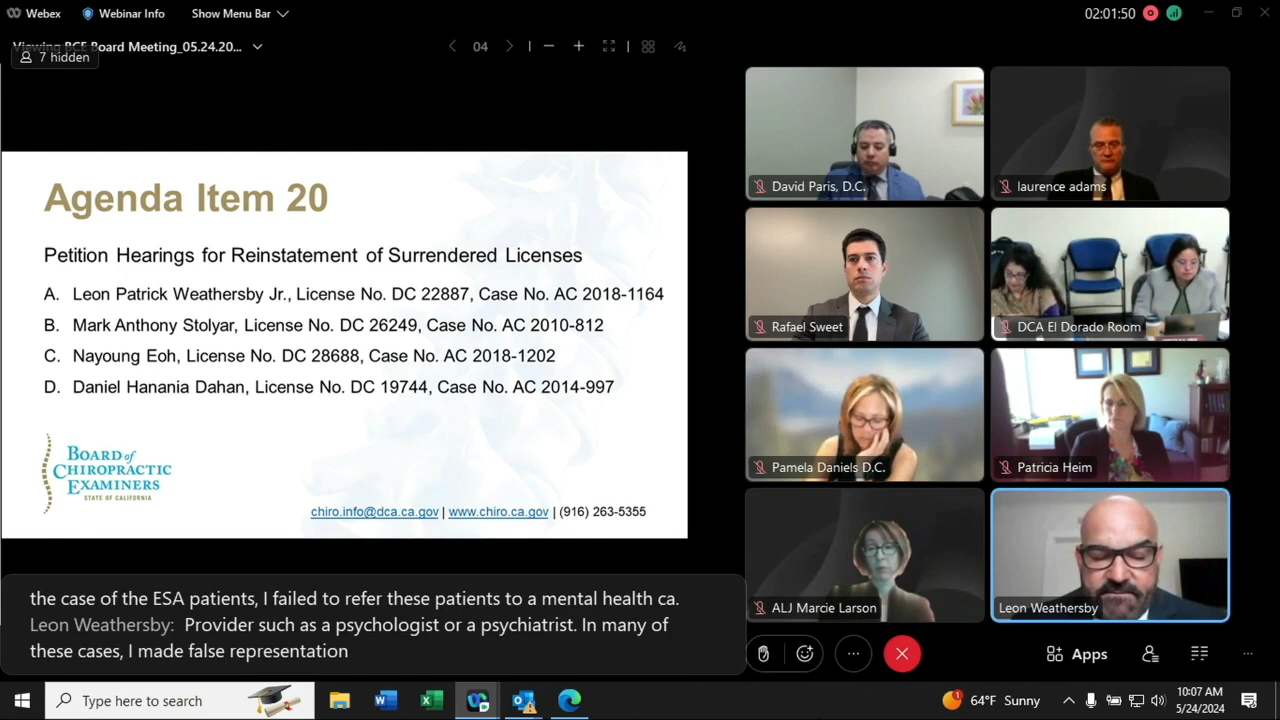 Webex
Webinar Info
Show Menu Bar
02:01:50
Viewing BCE Board Meeting_05.24.20...
04
7 hidden
Agenda Item 20
Petition Hearings for Reinstatement of Surrendered Licenses
A. Leon Patrick Weathersby Jr., License No. DC 22887, Case No. AC 2018-1164
B. Mark Anthony Stolyar, License No. DC 26249, Case No. AC 2010-812
C. Nayoung Eoh, License No. DC 28688, Case No. AC 2018-1202
D. Daniel Hanania Dahan, License No. DC 19744, Case No. AC 2014-997
BOARD of
CHIROPRACTIC
EXAMINERS
STATE OF CALIFORNIA
chiro.info@dca.ca.gov | www.chiro.ca.gov | (916) 263-5355
David Paris, D.C.
laurence adams
Rafael Sweet
DCA El Dorado Room
Pamela Daniels D.C.
Patricia Heim
ALJ Marcie Larson
Leon Weathersby
the case of the ESA patients, I failed to refer these patients to a mental health ca.
Leon Weathersby: Provider such as a psychologist or a psychiatrist. In many of
these cases, I made false representation
Apps
Type here to search
1
64°F Sunny
10:07 AM
5/24/2024